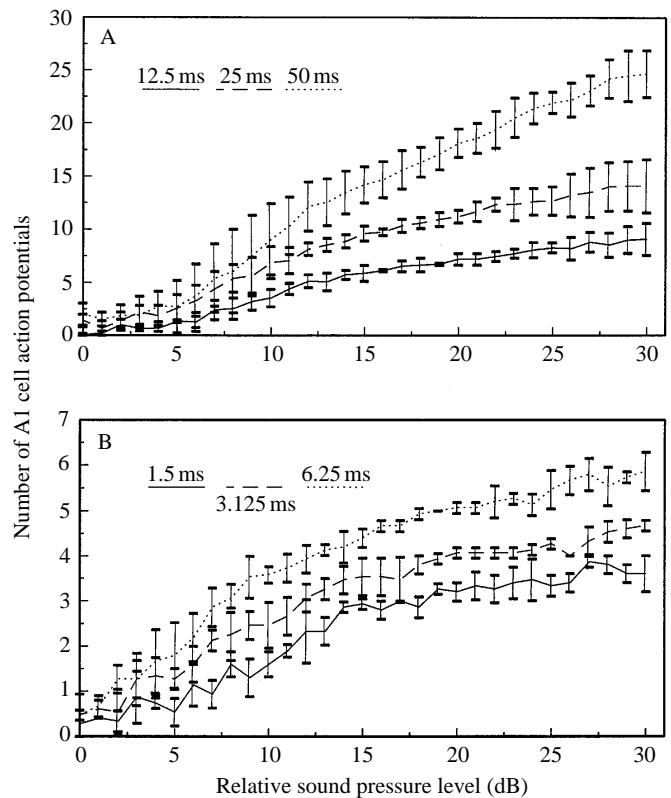 A
12.5 ms 25 ms 50 ms
30
25
20
15
10
5
0
0 5 10 15 20 25 30
Number of A1 cell action potentials
B
1.5 ms 6.25 ms
3.125 ms
7
6
5
4
3
2
1
0
0 5 10 15 20 25 30
Relative sound pressure level (dB)